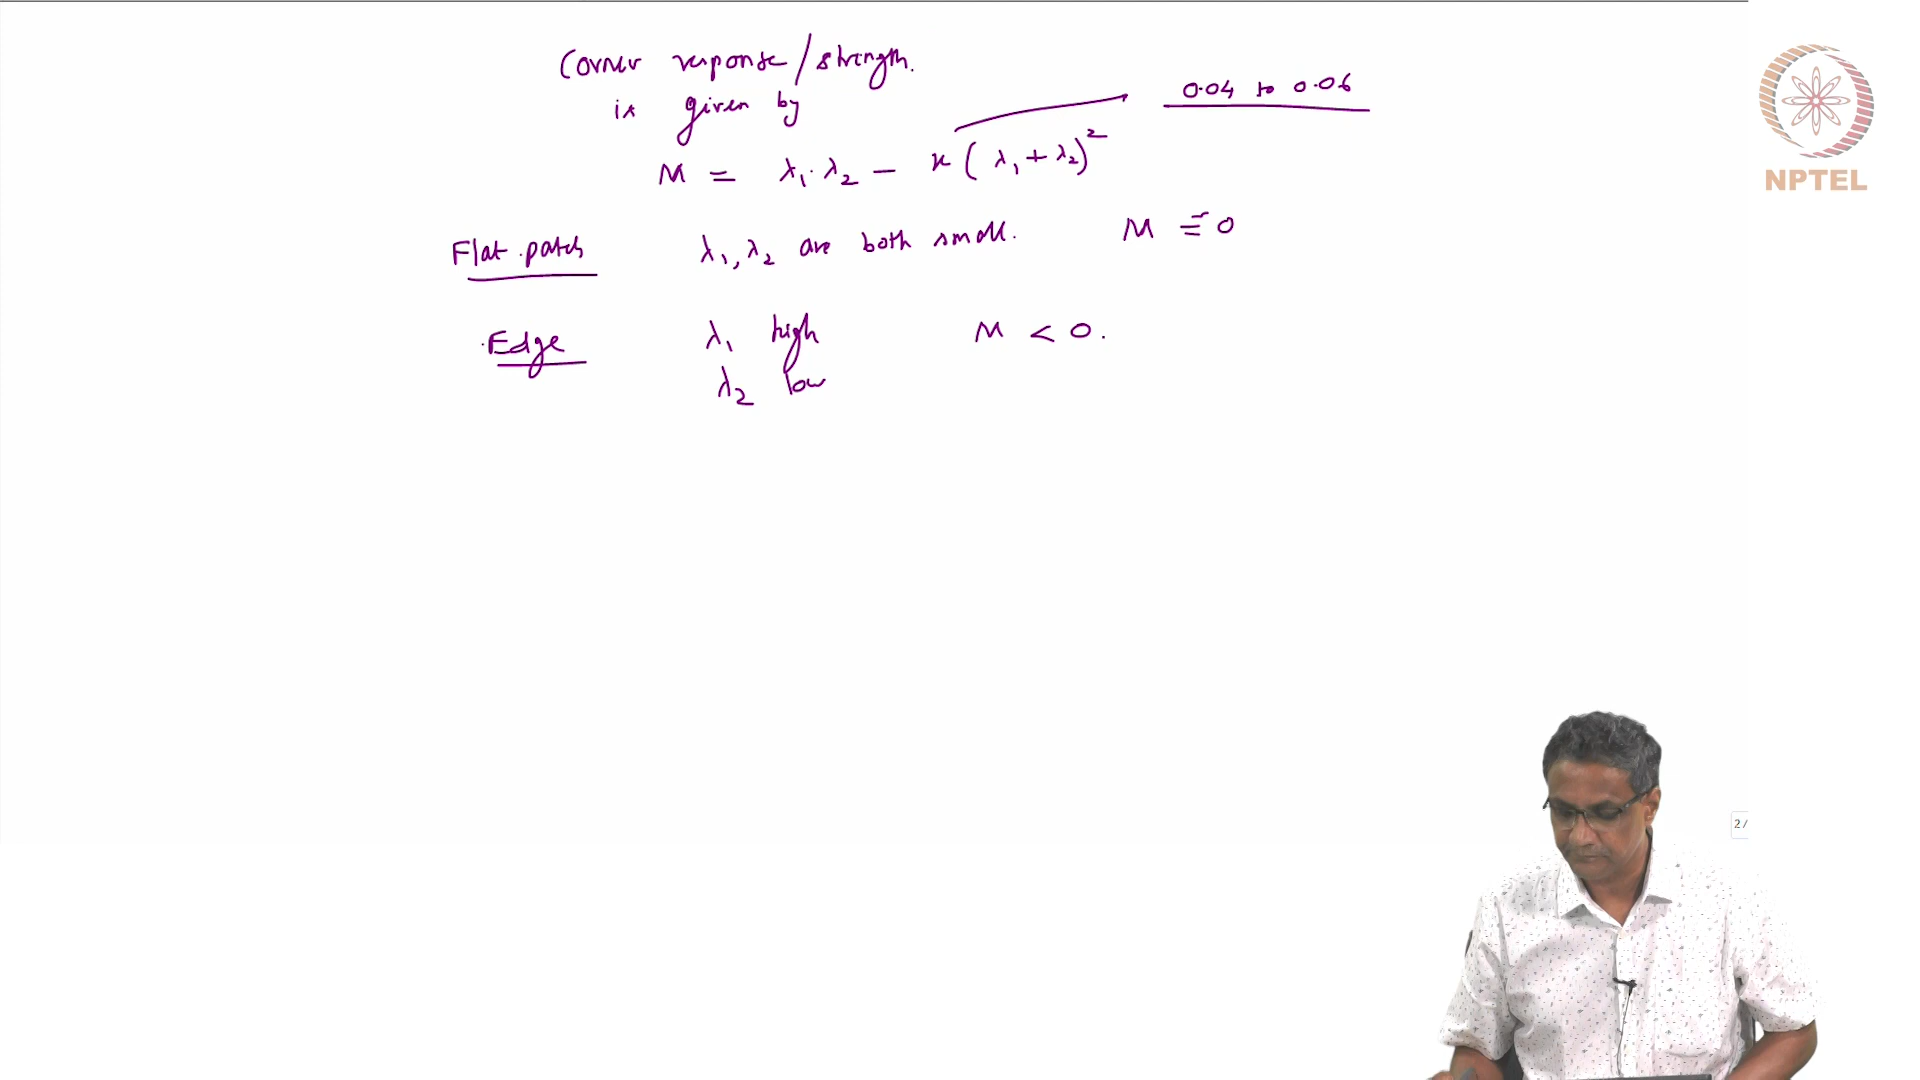 Corner response/strength.
is given by
0.04 to 0.06
M = λ₁·λ₂ − κ(λ₁+λ₂)²
Flat patch λ₁,λ₂ are both small. M ≅ 0
Edge λ₁ high M < 0.
λ₂ low
NPTEL
2/